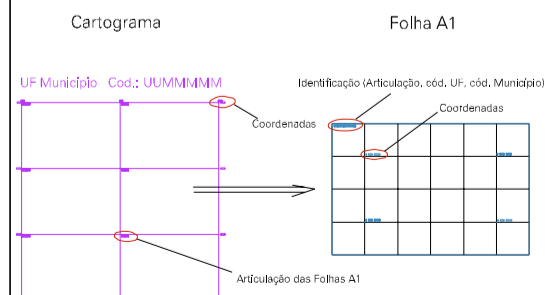 Cartograma
Folha A1
UF Município Cod.: UUMMMMM
Identificação (Articulação, cód. UF, cód. Município)
Coordenadas
Coordenadas
Articulação das Folhas A1